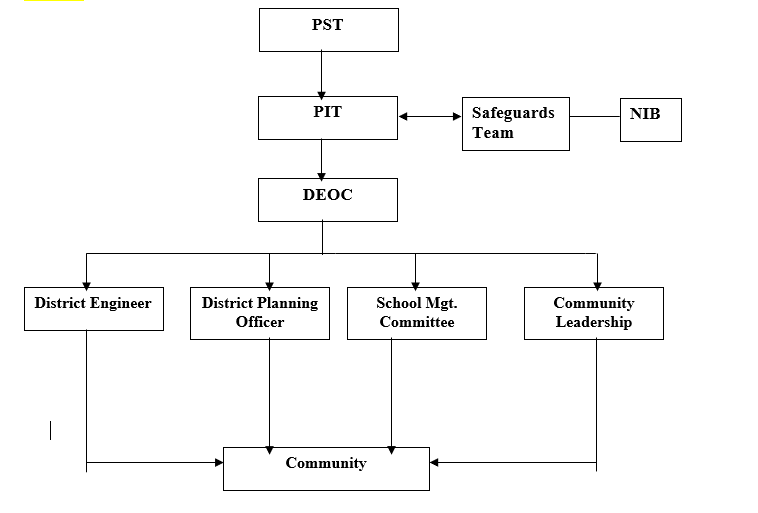 PST
PIT
Safeguards
Team
NIB
DEOC
District Engineer
District Planning
Officer
School Mgt.
Committee
Community
Leadership
Community